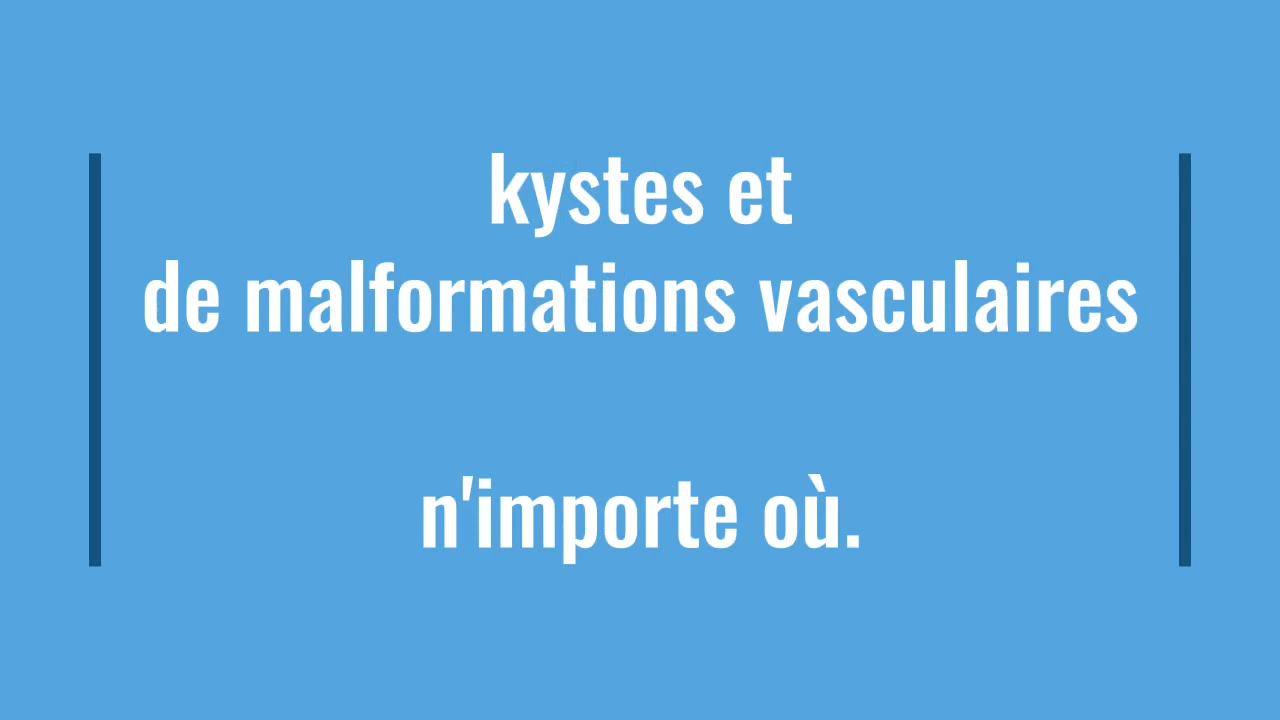 kystes et
de malformations vasculaires
n'importe où.